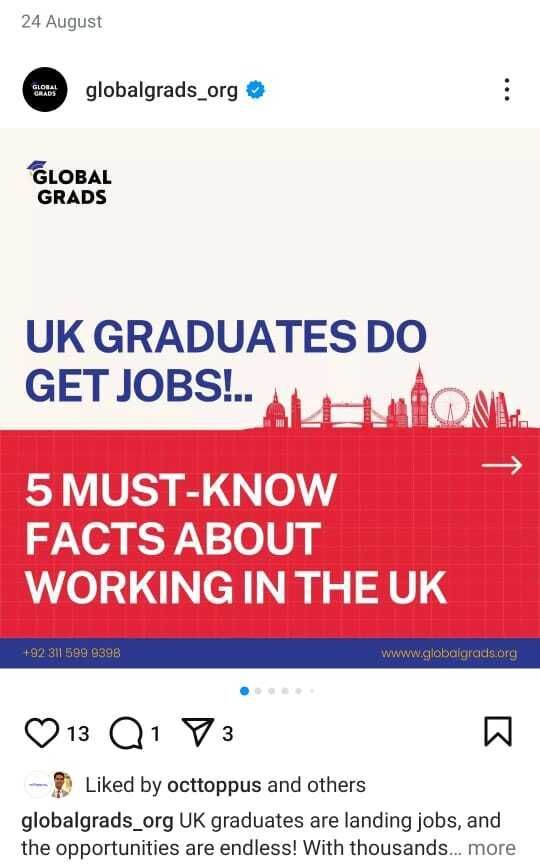 24 August
GLOBAL
GRADS
globalgrads_org
GLOBAL
GRADS
UK GRADUATES DO
GET JOBS!..
5 MUST-KNOW
FACTS ABOUT
WORKING IN THE UK
+92 311 599 9398
wwww.globalgrads.org
13
1
3
Liked by octtoppus and others
globalgrads_org UK graduates are landing jobs, and
the opportunities are endless! With thousands... more